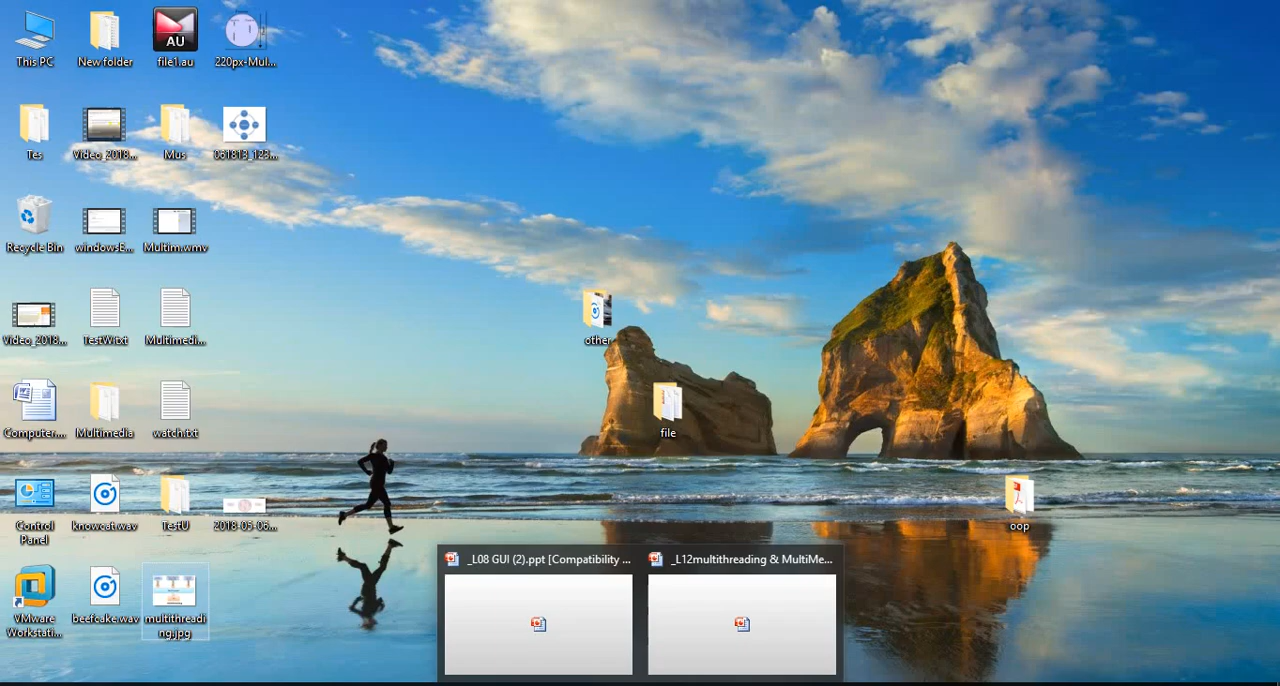 This PC
New folder
AU
file1.au
220px-Mul...
Tes
Video_2018...
Mus
061813_123...
Recycle Bin
windowsE...
Multim.wmv
Video_2018...
TestW.txt
Multimedi...
other
Computer....
Multimedia
watch.txt
file
Control
Panel
knowcat.wav
TestU
2018-05-06...
oop
VMware
Workstati...
beefcake.wav
multithreadi
ng.jpg
_L08 GUI (2).ppt [Compatibility ...
_L12multithreading & MultiMe...